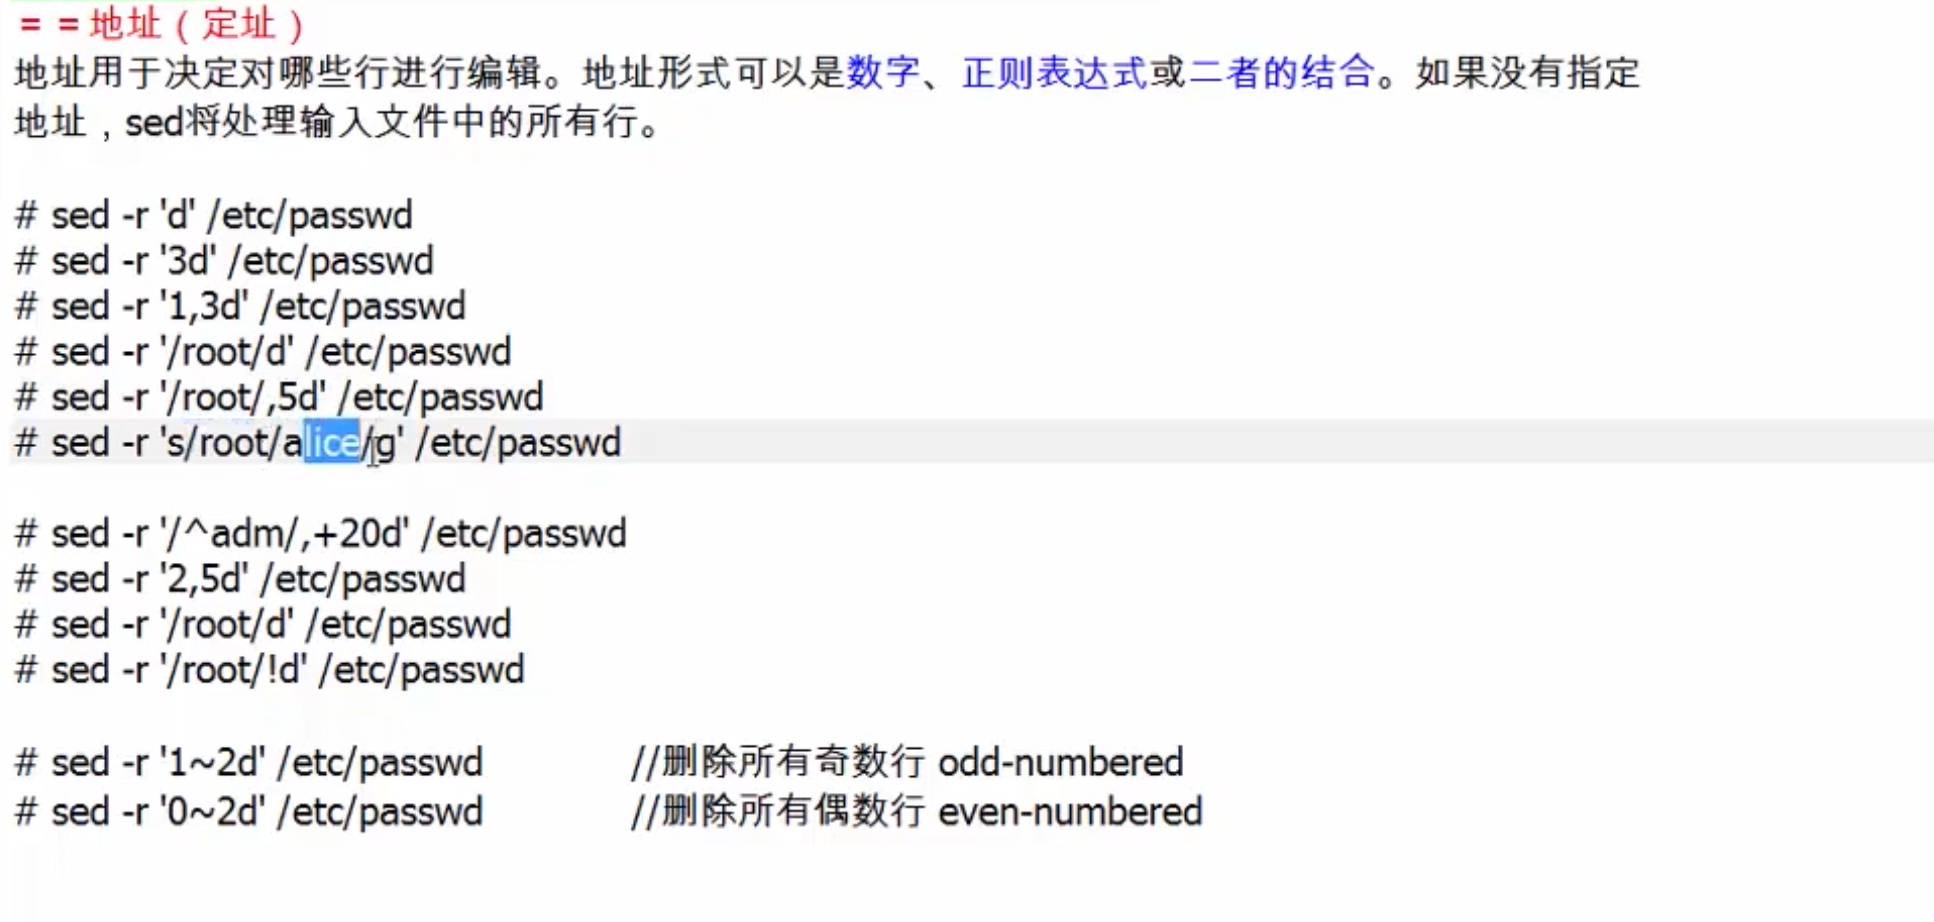 ==地址（定址）
地址用于决定对哪些行进行编辑。地址形式可以是数字、正则表达式或二者的结合。如果没有指定
地址，sed将处理输入文件中的所有行。
# sed -r 'd' /etc/passwd
# sed -r '3d' /etc/passwd
# sed -r '1,3d' /etc/passwd
# sed -r '/root/d' /etc/passwd
# sed -r '/root/,5d' /etc/passwd
# sed -r 's/root/alice/g' /etc/passwd
# sed -r '/^adm/,+20d' /etc/passwd
# sed -r '2,5d' /etc/passwd
# sed -r '/root/d' /etc/passwd
# sed -r '/root/!d' /etc/passwd
# sed -r '1~2d' /etc/passwd //删除所有奇数行 odd-numbered
# sed -r '0~2d' /etc/passwd //删除所有偶数行 even-numbered